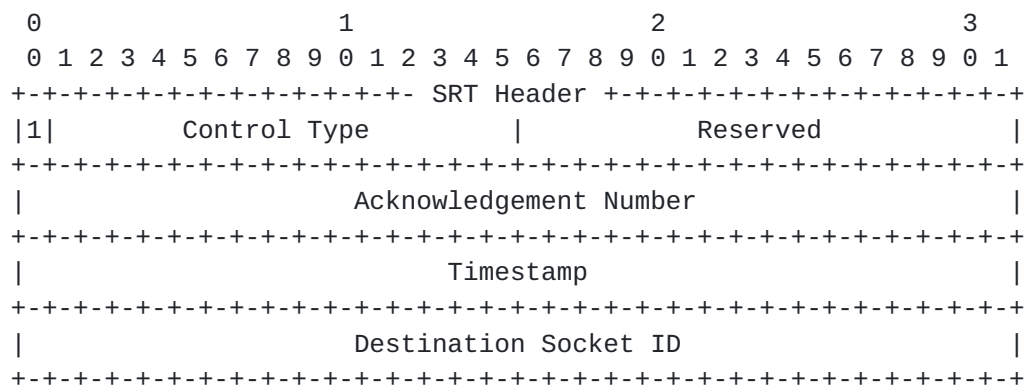 0                   1                   2                   3
 0 1 2 3 4 5 6 7 8 9 0 1 2 3 4 5 6 7 8 9 0 1 2 3 4 5 6 7 8 9 0 1
+-+-+-+-+-+-+-+-+-+-+-+-+- SRT Header +-+-+-+-+-+-+-+-+-+-+-+-+-+
|1|        Control Type         |           Reserved            |
+-+-+-+-+-+-+-+-+-+-+-+-+-+-+-+-+-+-+-+-+-+-+-+-+-+-+-+-+-+-+-+-+
|                     Acknowledgement Number                    |
+-+-+-+-+-+-+-+-+-+-+-+-+-+-+-+-+-+-+-+-+-+-+-+-+-+-+-+-+-+-+-+-+
|                           Timestamp                           |
+-+-+-+-+-+-+-+-+-+-+-+-+-+-+-+-+-+-+-+-+-+-+-+-+-+-+-+-+-+-+-+-+
|                     Destination Socket ID                     |
+-+-+-+-+-+-+-+-+-+-+-+-+-+-+-+-+-+-+-+-+-+-+-+-+-+-+-+-+-+-+-+-+